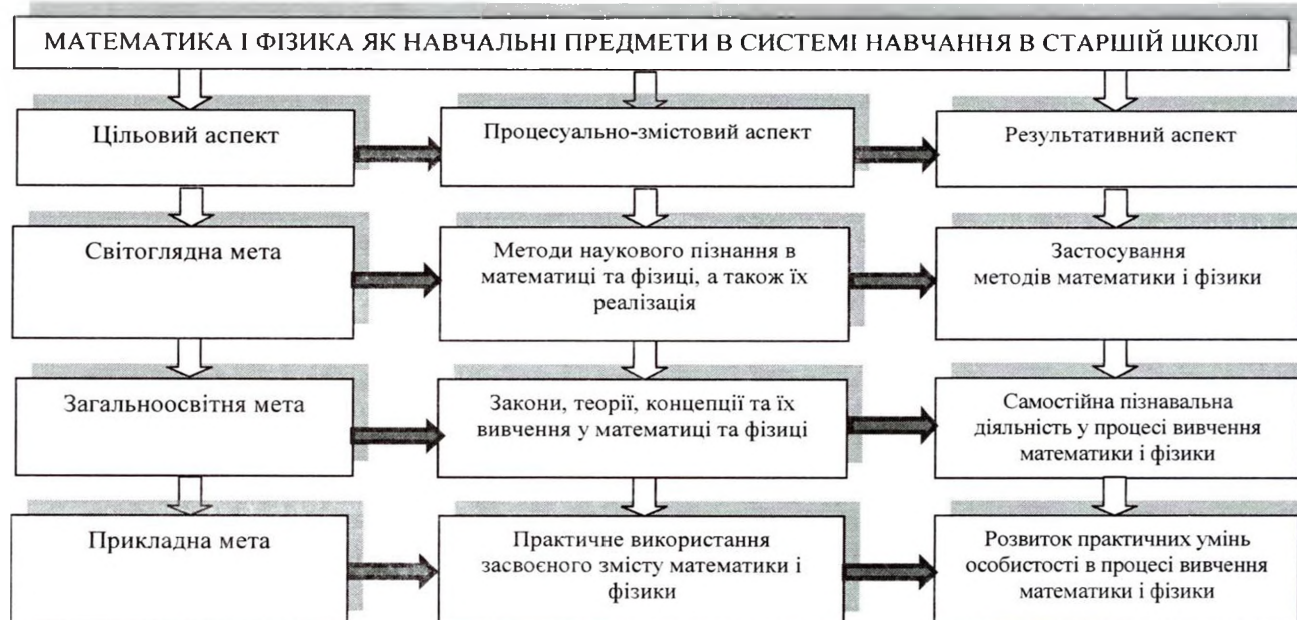 МАТЕМАТИКА І ФІЗИКА ЯК НАВЧАЛЬНІ ПРЕДМЕТИ В СИСТЕМІ НАВЧАННЯ В СТАРШІЙ ШКОЛІ
Цільовий аспект
Процесуально-змістовий аспект
Результативний аспект
Світоглядна мета
Методи наукового пізнання в
математиці та фізиці, а також їх
реалізація
Застосування
методів математики і фізики
Загальноосвітня мета
Закони, теорії, концепції та їх
вивчення у математиці та фізиці
Самостійна пізнавальна
діяльність у процесі вивчення
математики і фізики
Прикладна мета
Практичне використання
засвоєного змісту математики і
фізики
Розвиток практичних умінь
особистості в процесі вивчення
математики і фізики